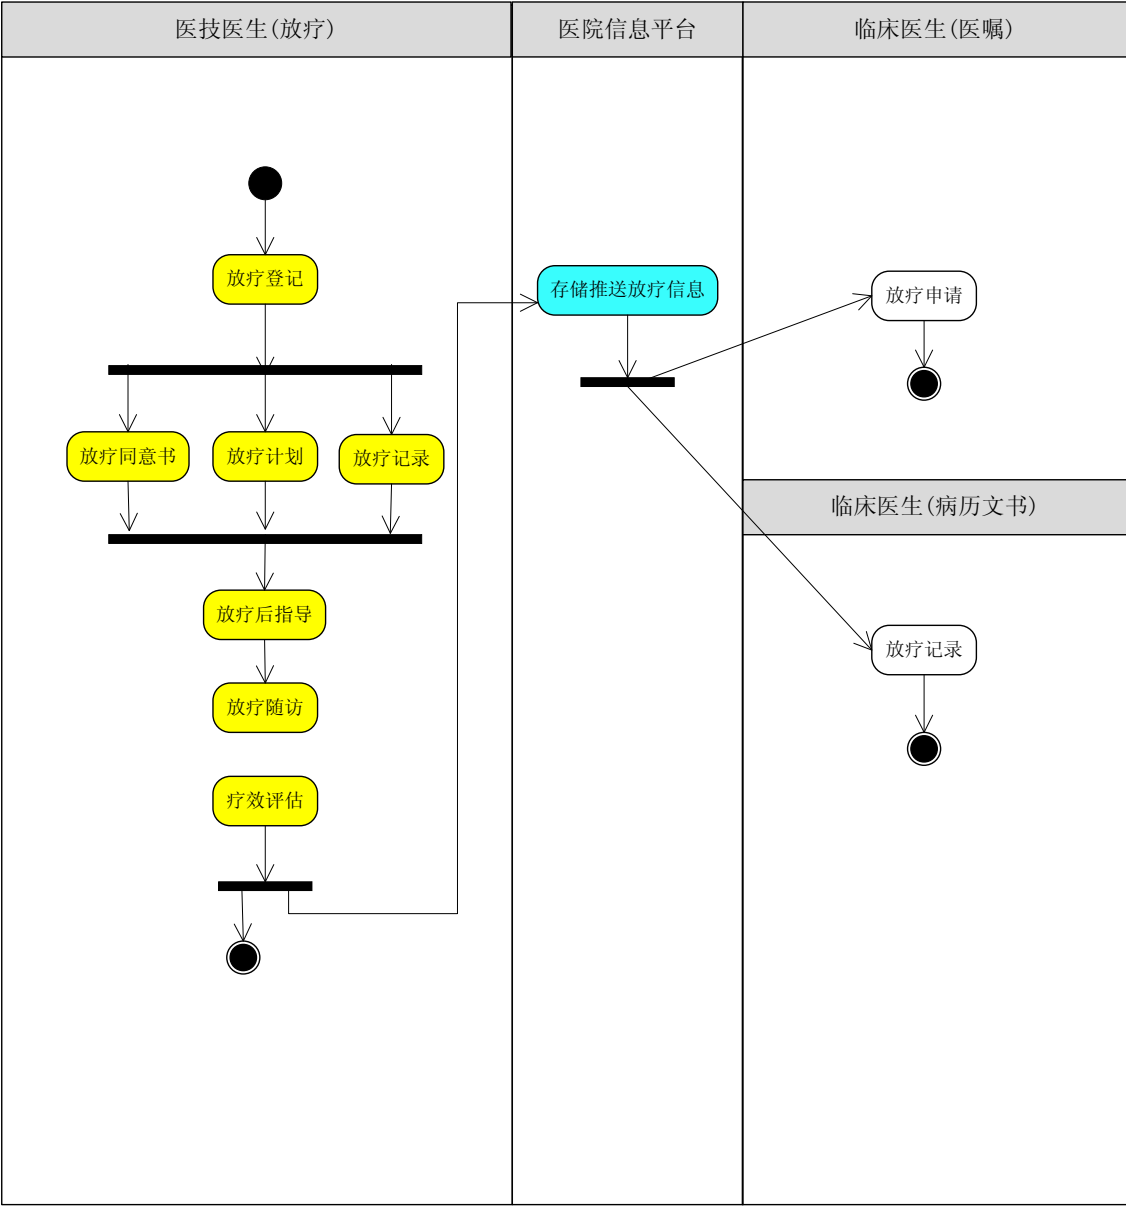 医技医生(放疗)
医院信息平台
临床医生(医嘱)
放疗登记
存储推送放疗信息
放疗申请
放疗同意书
放疗计划
放疗记录
临床医生(病历文书)
放疗后指导
放疗记录
放疗随访
疗效评估